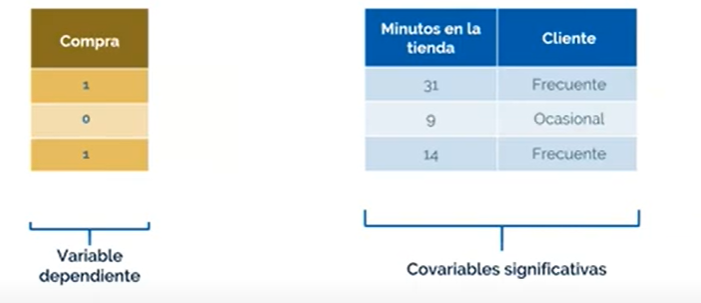 Compra
1
0
1
Variable
dependiente
Minutos en la
tienda
Cliente
31
Frecuente
9
Ocasional
14
Frecuente
Covariables significativas